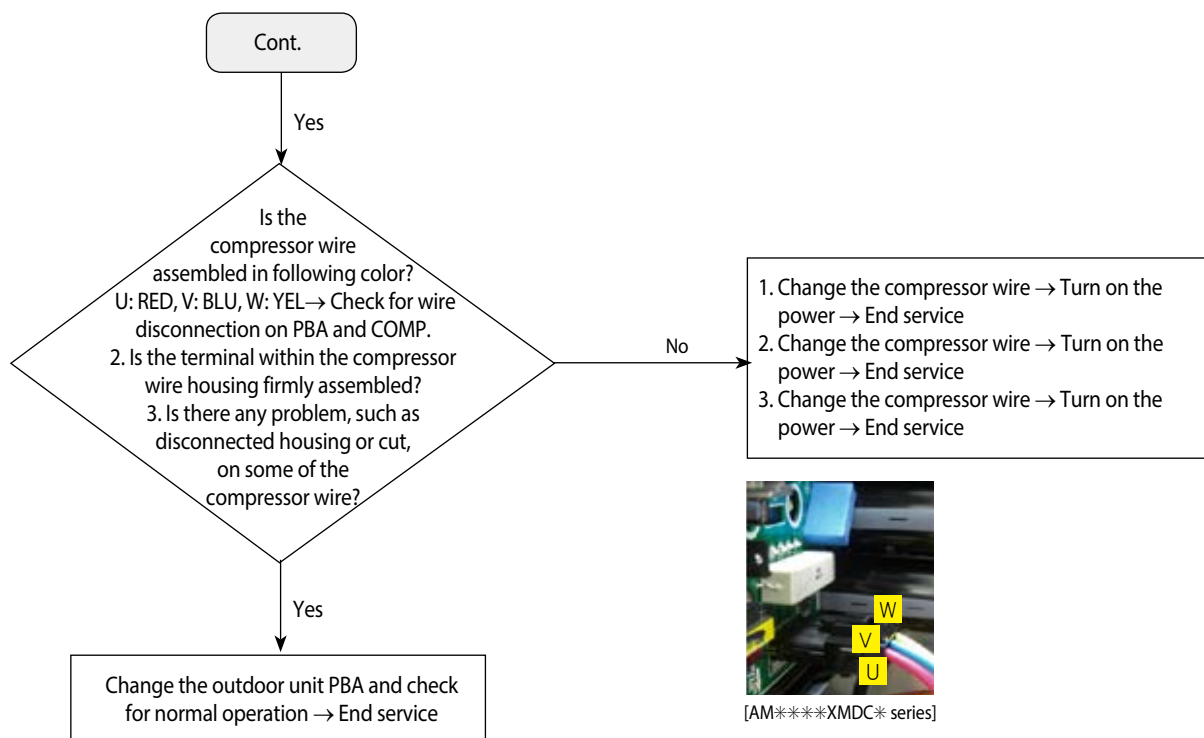 Cont.
Yes
Is the
compressor wire
assembled in following color?
U: RED, V: BLU, W: YEL→ Check for wire
disconnection on PBA and COMP.
2. Is the terminal within the compressor
wire housing firmly assembled?
3. Is there any problem, such as
disconnected housing or cut,
on some of the
compressor wire?
No
1. Change the compressor wire → Turn on the
power → End service
2. Change the compressor wire → Turn on the
power → End service
3. Change the compressor wire → Turn on the
power → End service
W
V
U
[AM✳✳✳✳XMDC✳ series]
Yes
Change the outdoor unit PBA and check
for normal operation → End service